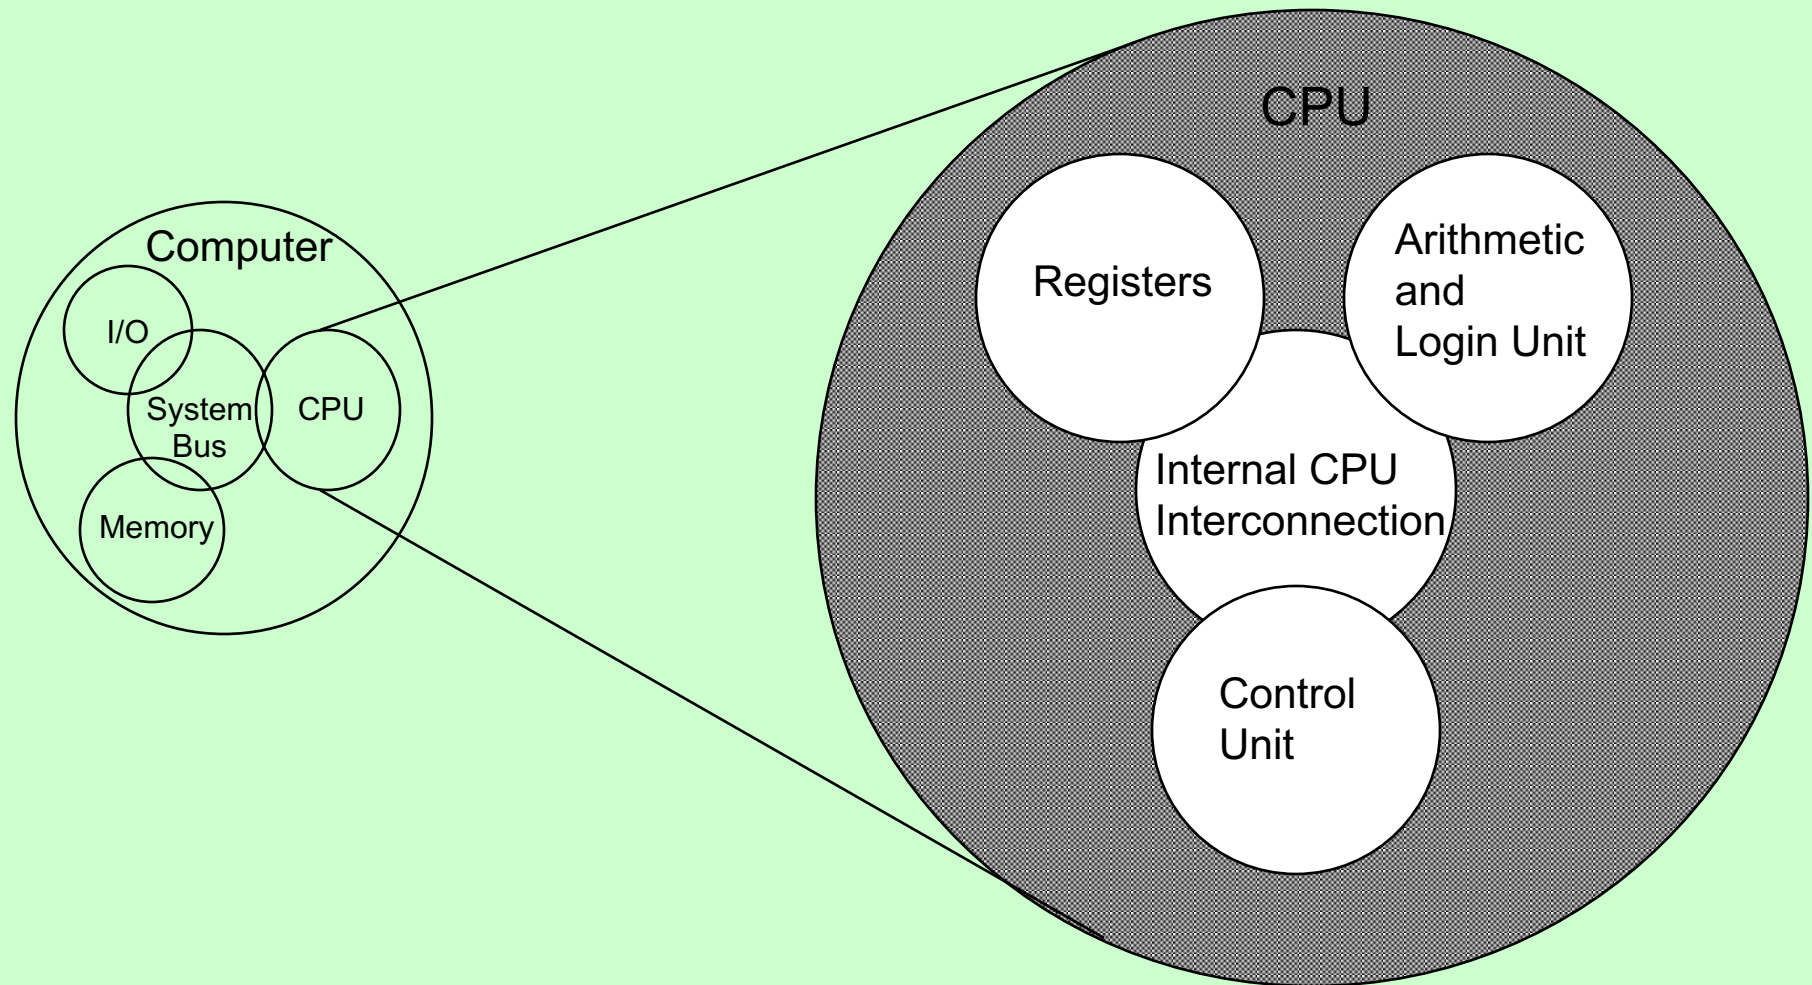 Computer
I/O
System
Bus
CPU
Memory
CPU
Registers
Arithmetic
and
Login Unit
Internal CPU
Interconnection
Control
Unit